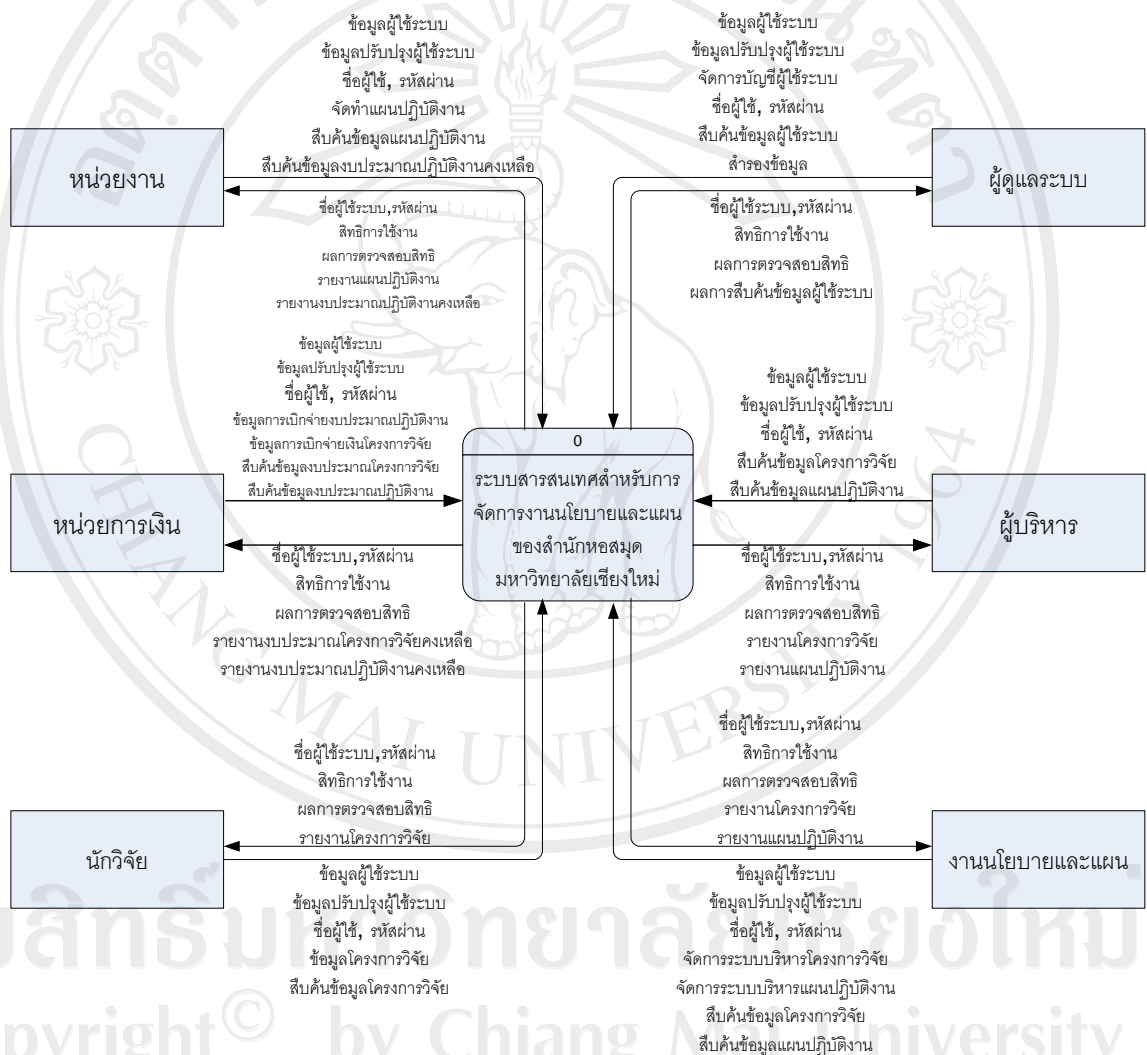 ข้อมูลผู้ใช้ระบบ
ข้อมูลปรับปรุงผู้ใช้ระบบ
ชื่อผู้ใช้, รหัสผ่าน
จัดทำแผนปฏิบัติงาน
สืบค้นข้อมูลแผนปฏิบัติงาน
สืบค้นข้อมูลงบประมาณปฏิบัติงานคงเหลือ
หน่วยงาน
ชื่อผู้ใช้ระบบ,รหัสผ่าน
สิทธิการใช้งาน
ผลการตรวจสอบสิทธิ
รายงานแผนปฏิบัติงาน
รายงานงบประมาณปฏิบัติงานคงเหลือ
ข้อมูลผู้ใช้ระบบ
ข้อมูลปรับปรุงผู้ใช้ระบบ
จัดการบัญชีผู้ใช้ระบบ
ชื่อผู้ใช้, รหัสผ่าน
สืบค้นข้อมูลผู้ใช้ระบบ
สำรองข้อมูล
ผู้ดูแลระบบ
ชื่อผู้ใช้ระบบ,รหัสผ่าน
สิทธิการใช้งาน
ผลการตรวจสอบสิทธิ
ผลการสืบค้นข้อมูลผู้ใช้ระบบ
ข้อมูลผู้ใช้ระบบ
ข้อมูลปรับปรุงผู้ใช้ระบบ
ชื่อผู้ใช้, รหัสผ่าน
ข้อมูลการเบิกจ่ายงบประมาณปฏิบัติงาน
ข้อมูลการเบิกจ่ายเงินโครงการวิจัย
สืบค้นข้อมูลงบประมาณโครงการวิจัย
สืบค้นข้อมูลงบประมาณปฏิบัติงาน
หน่วยการเงิน
ชื่อผู้ใช้ระบบ,รหัสผ่าน
สิทธิการใช้งาน
ผลการตรวจสอบสิทธิ
รายงานงบประมาณโครงการวิจัยคงเหลือ
รายงานงบประมาณปฏิบัติงานคงเหลือ
0
ระบบสารสนเทศสำหรับการ
จัดการงานนโยบายและแผน
ของสำนักหอสมุด
มหาวิทยาลัยเชียงใหม่
ข้อมูลผู้ใช้ระบบ
ข้อมูลปรับปรุงผู้ใช้ระบบ
ชื่อผู้ใช้, รหัสผ่าน
สืบค้นข้อมูลโครงการวิจัย
สืบค้นข้อมูลแผนปฏิบัติงาน
ผู้บริหาร
ชื่อผู้ใช้ระบบ,รหัสผ่าน
สิทธิการใช้งาน
ผลการตรวจสอบสิทธิ
รายงานโครงการวิจัย
รายงานแผนปฏิบัติงาน
ชื่อผู้ใช้ระบบ,รหัสผ่าน
สิทธิการใช้งาน
ผลการตรวจสอบสิทธิ
รายงานโครงการวิจัย
นักวิจัย
ข้อมูลผู้ใช้ระบบ
ข้อมูลปรับปรุงผู้ใช้ระบบ
ชื่อผู้ใช้, รหัสผ่าน
ข้อมูลโครงการวิจัย
สืบค้นข้อมูลโครงการวิจัย
ชื่อผู้ใช้ระบบ,รหัสผ่าน
สิทธิการใช้งาน
ผลการตรวจสอบสิทธิ
รายงานโครงการวิจัย
รายงานแผนปฏิบัติงาน
งานนโยบายและแผน
ข้อมูลผู้ใช้ระบบ
ข้อมูลปรับปรุงผู้ใช้ระบบ
ชื่อผู้ใช้, รหัสผ่าน
จัดการระบบบริหารโครงการวิจัย
จัดการระบบบริหารแผนปฏิบัติงาน
สืบค้นข้อมูลโครงการวิจัย
สืบค้นข้อมูลแผนปฏิบัติงาน
CHIANG MAI UNIVERSITY 1964
by Chiang Mai University